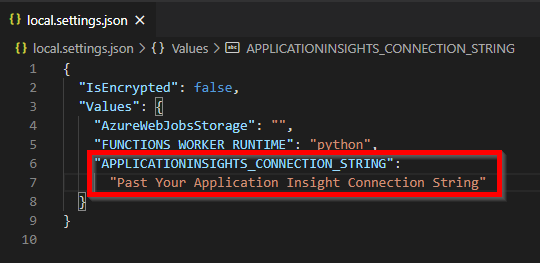 {} local.settings.json ×
{} local.settings.json > {} Values > abc APPLICATIONINSIGHTS_CONNECTION_STRING
1 {
2 "IsEncrypted": false,
3 "Values": {
4 "AzureWebJobsStorage": "",
5 "FUNCTIONS_WORKER_RUNTIME": "python",
6 "APPLICATIONINSIGHTS_CONNECTION_STRING":
7 "Past Your Application Insight Connection String"
8 }
9 }
10